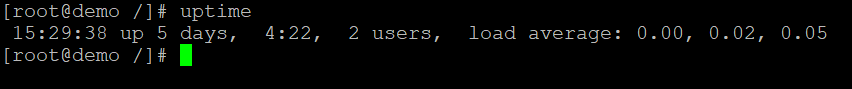 [root@demo /]# uptime
 15:29:38 up 5 days,  4:22,  2 users,  load average: 0.00, 0.02, 0.05
[root@demo /]#